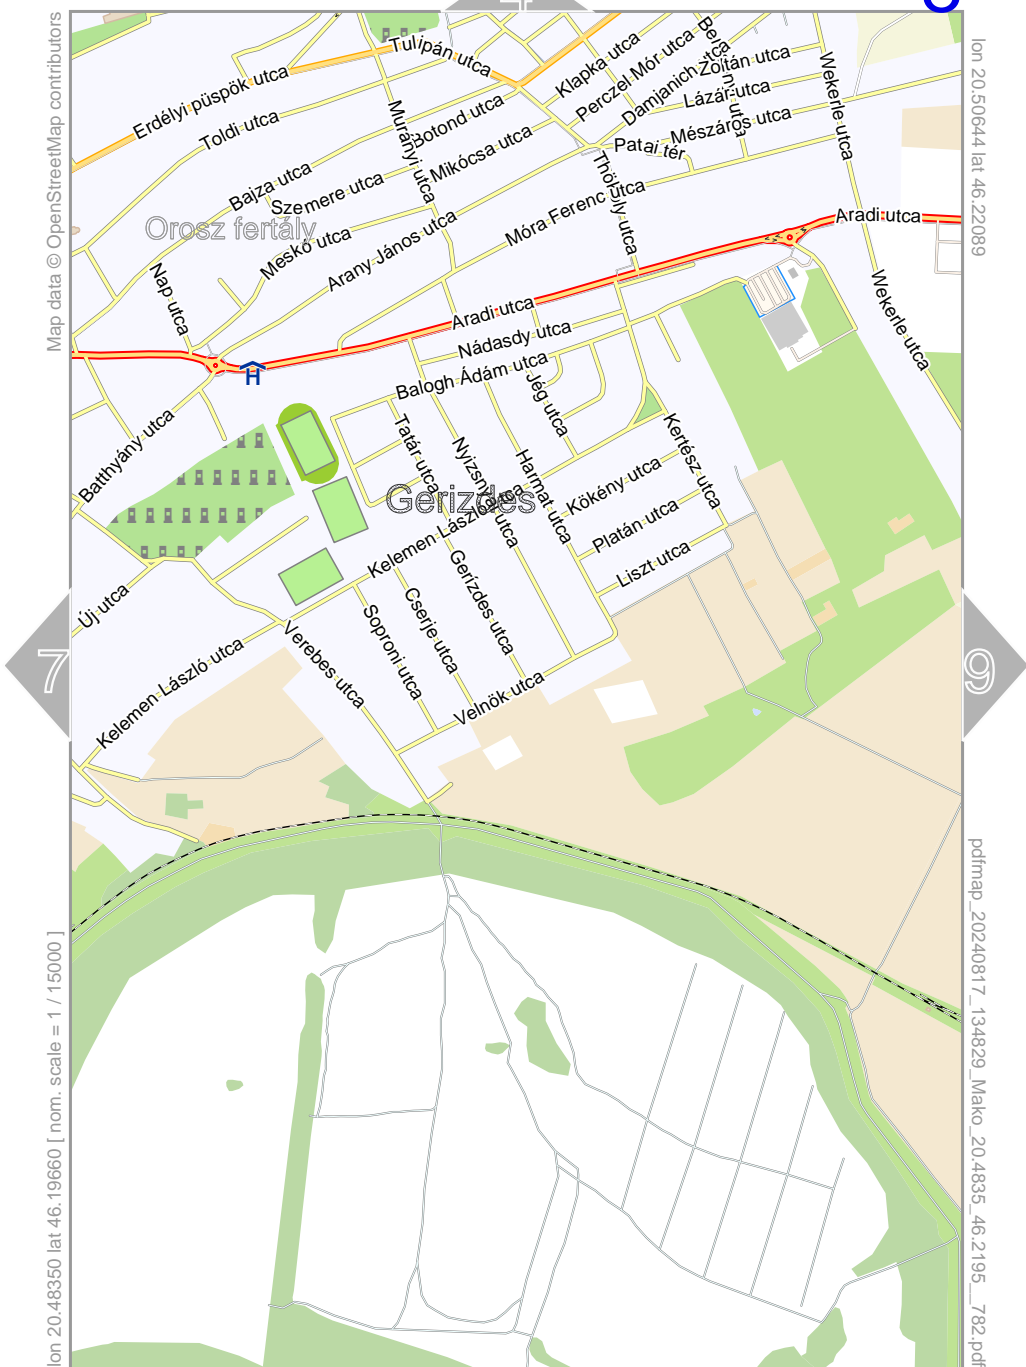 4
8
Map data © OpenStreetMap contributors
lon 20.50644 lat 46.22089
Tulipán utca
Erdélyi püspök utca
Toldi utca
Klapka utca
Perczel Mór utca
Damjanich utca
Zoltán utca
Lázár utca
Mészáros utca
Patai tér
Wekerle utca
Murányi utca
Botond utca
Mikócsa utca
Bajza utca
Szemere utca
Orosz fertály
Meskó utca
Arany János utca
Móra Ferenc utca
Thököly utca
Aradi utca
Nap utca
Aradi utca
Wekerle utca
Nádasdy utca
Balogh Ádám utca
H
Jég utca
Batthyány utca
Tatár utca
Harmat utca
Kertész utca
Gerizdes
Kökény utca
Kelemen László utca
Platán utca
Liszt utca
Gerízdes utca
Cserje utca
Soproni utca
Új utca
Verebes utca
Kelemen László utca
Velnök utca
7
9
lon 20.48350 lat 46.19660 [ nom. scale = 1 / 15000 ]
pdfmap_20240817_134829_Mako_20.4835_46.2195__782.pdf